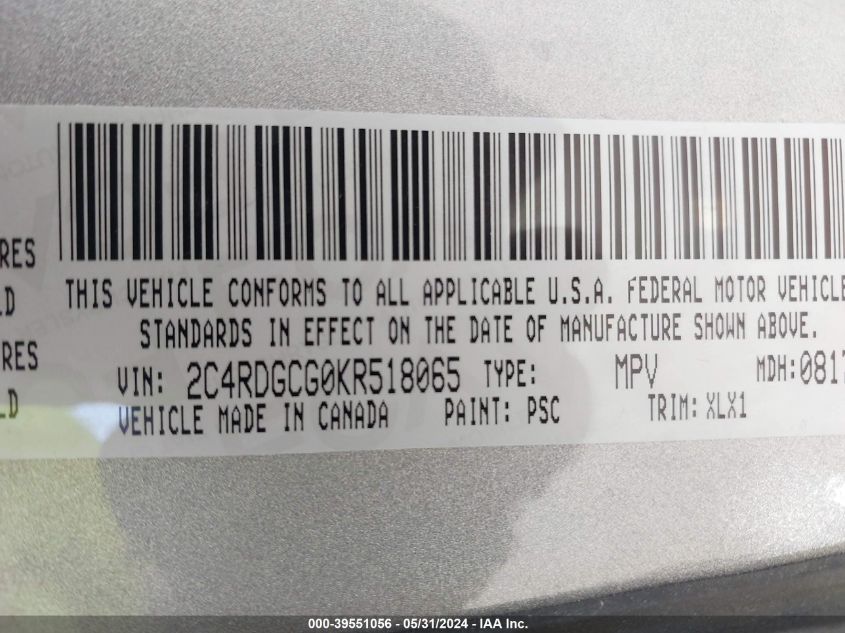 RES
LD
RES
LD
THIS VEHICLE CONFORMS TO ALL APPLICABLE U.S.A. FEDERAL MOTOR VEHICLE
STANDARDS IN EFFECT ON THE DATE OF MANUFACTURE SHOWN ABOVE.
VIN: 2C4RDGCG0KR518065 TYPE: MPV MDH:0817
VEHICLE MADE IN CANADA PAINT: PSC TRIM: XLX1
000-39551056 - 05/31/2024 - IAA Inc.